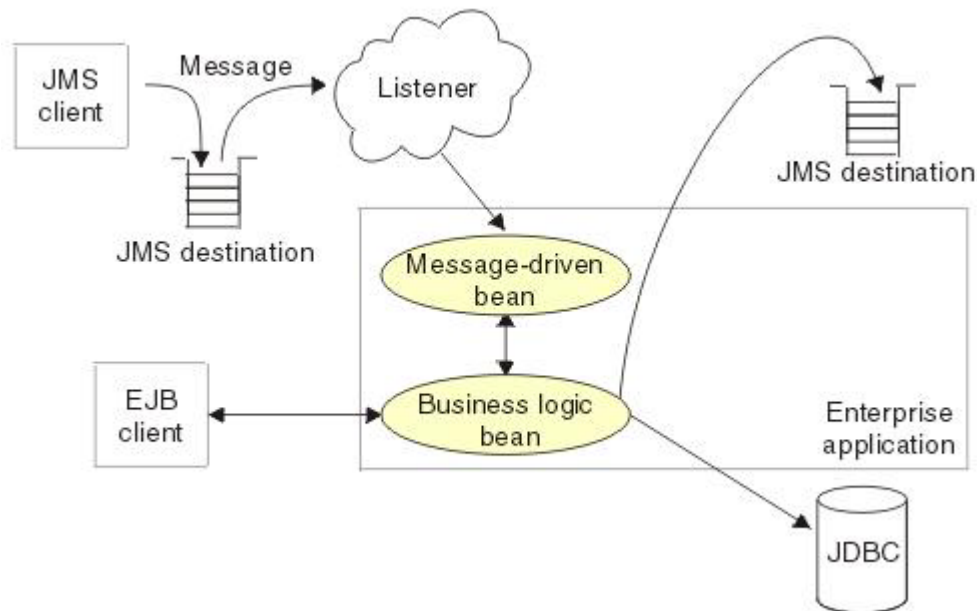 JMS
client
Message
Listener
JMS destination
JMS destination
Message-driven
bean
EJB
client
Business logic
bean
Enterprise
application
JDBC